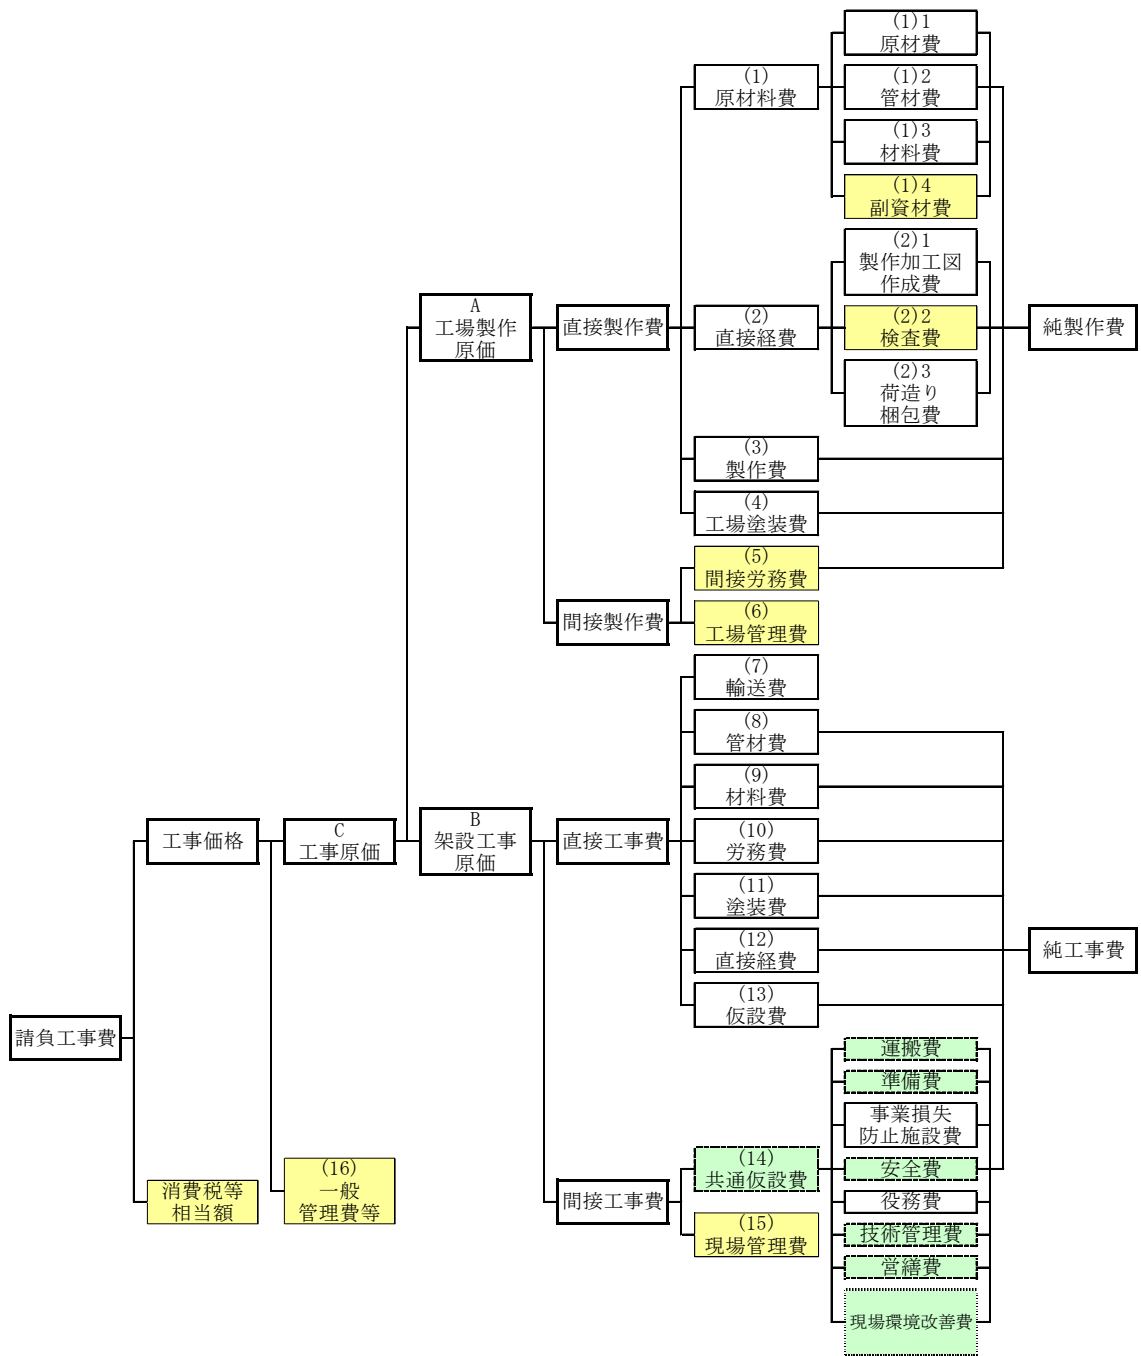 (1)1
原材費
(1)
原材料費
(1)2
管材費
(1)3
材料費
(1)4
副資材費
(2)1
製作加工図
作成費
A
工場製作
原価
直接製作費
(2)
直接経費
(2)2
検査費
純製作費
(2)3
荷造り
梱包費
(3)
製作費
(4)
工場塗装費
(5)
間接労務費
間接製作費
(6)
工場管理費
(7)
輸送費
(8)
管材費
(9)
材料費
工事価格
C
工事原価
B
架設工事
原価
直接工事費
(10)
労務費
(11)
塗装費
(12)
直接経費
純工事費
(13)
仮設費
請負工事費
運搬費
準備費
事業損失
防止施設費
(14)
共通仮設費
安全費
消費税等
相当額
(16)
一般
管理費等
間接工事費
役務費
(15)
現場管理費
技術管理費
営繕費
現場環境改善費